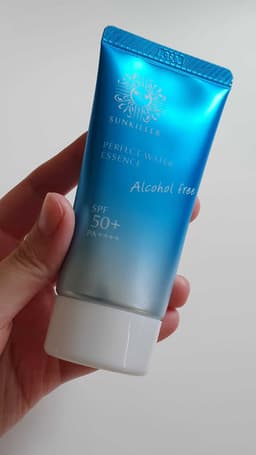 SUNKILLER
PERFECT WATER
ESSENCE
Alcohol free
SPF
50+
PA++++